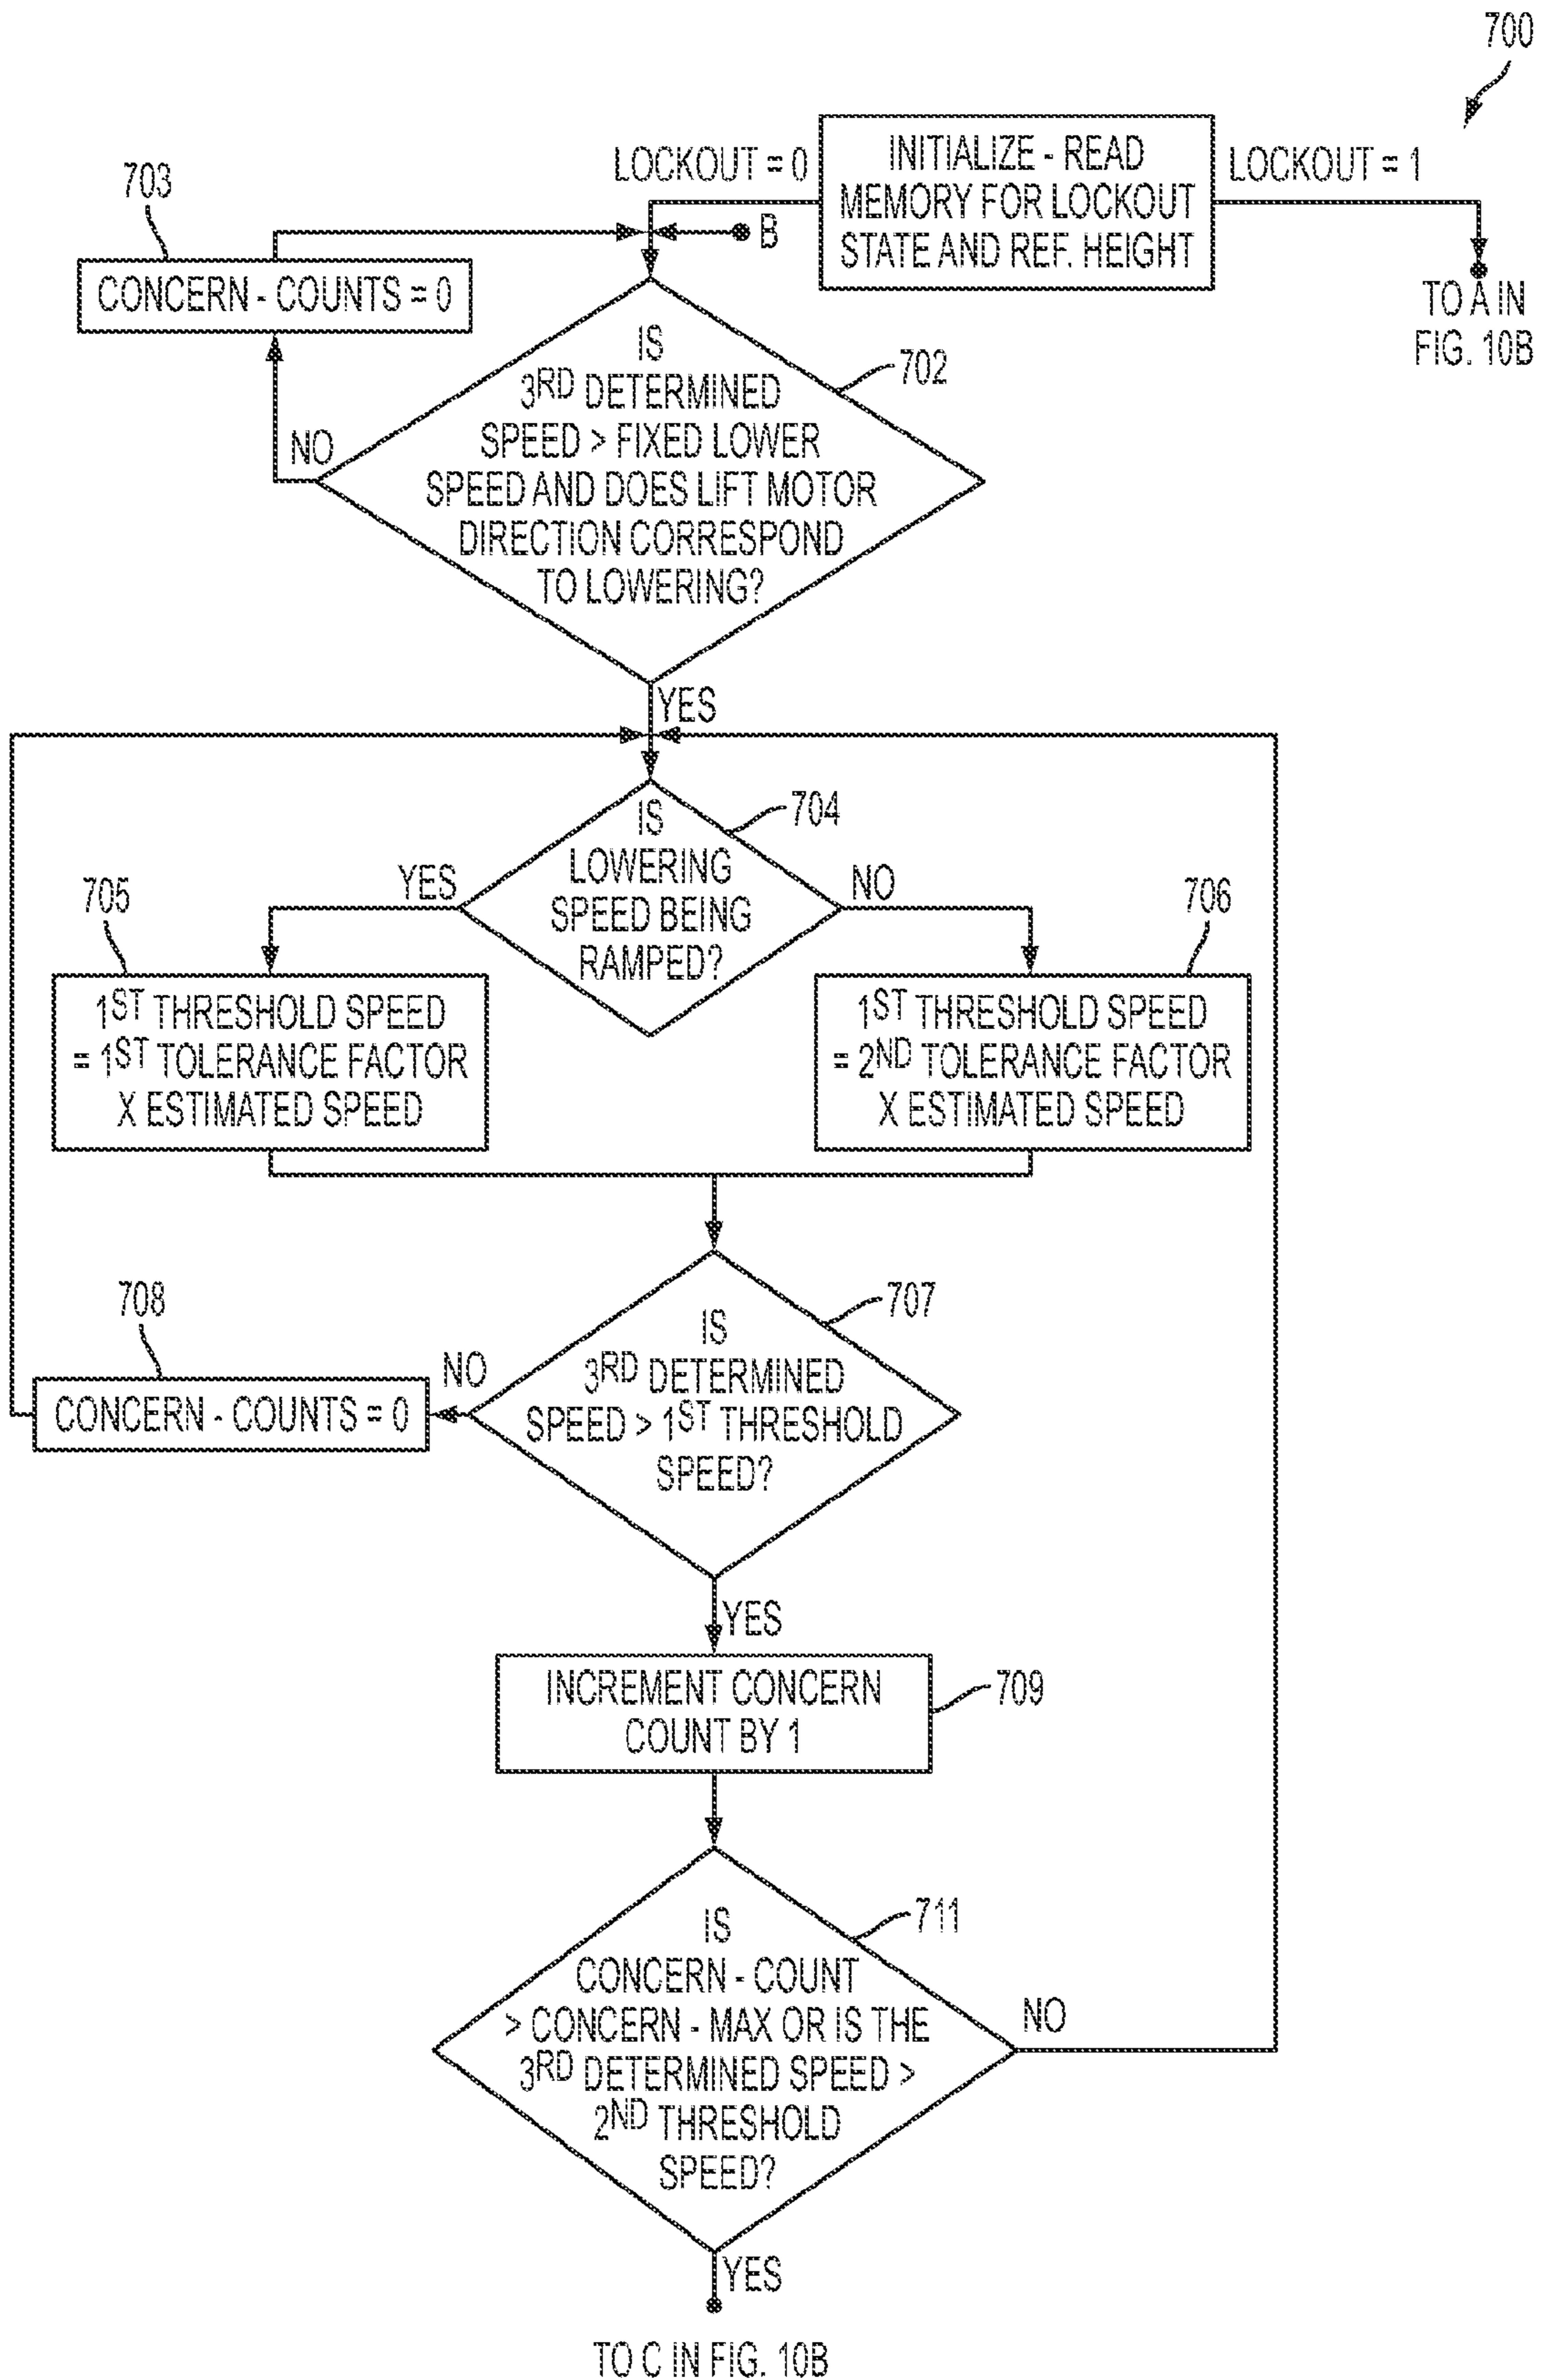 700
INITIALIZE - READ
MEMORY FOR LOCKOUT
STATE AND REF. HEIGHT
LOCKOUT = 0
LOCKOUT = 1
TO A IN
FIG. 10B
B
703
CONCERN - COUNTS = 0
702
IS
3RD DETERMINED
SPEED > FIXED LOWER
SPEED AND DOES LIFT MOTOR
DIRECTION CORRESPOND
TO LOWERING?
NO
YES
704
IS
LOWERING
SPEED BEING
RAMPED?
YES
NO
705
1ST THRESHOLD SPEED
= 1ST TOLERANCE FACTOR
X ESTIMATED SPEED
706
1ST THRESHOLD SPEED
= 2ND TOLERANCE FACTOR
X ESTIMATED SPEED
707
IS
3RD DETERMINED
SPEED > 1ST THRESHOLD
SPEED?
NO
708
CONCERN - COUNTS = 0
YES
INCREMENT CONCERN
COUNT BY 1
709
711
IS
CONCERN - COUNT
> CONCERN - MAX OR IS THE
3RD DETERMINED SPEED >
2ND THRESHOLD
SPEED?
NO
YES
TO C IN FIG. 10B